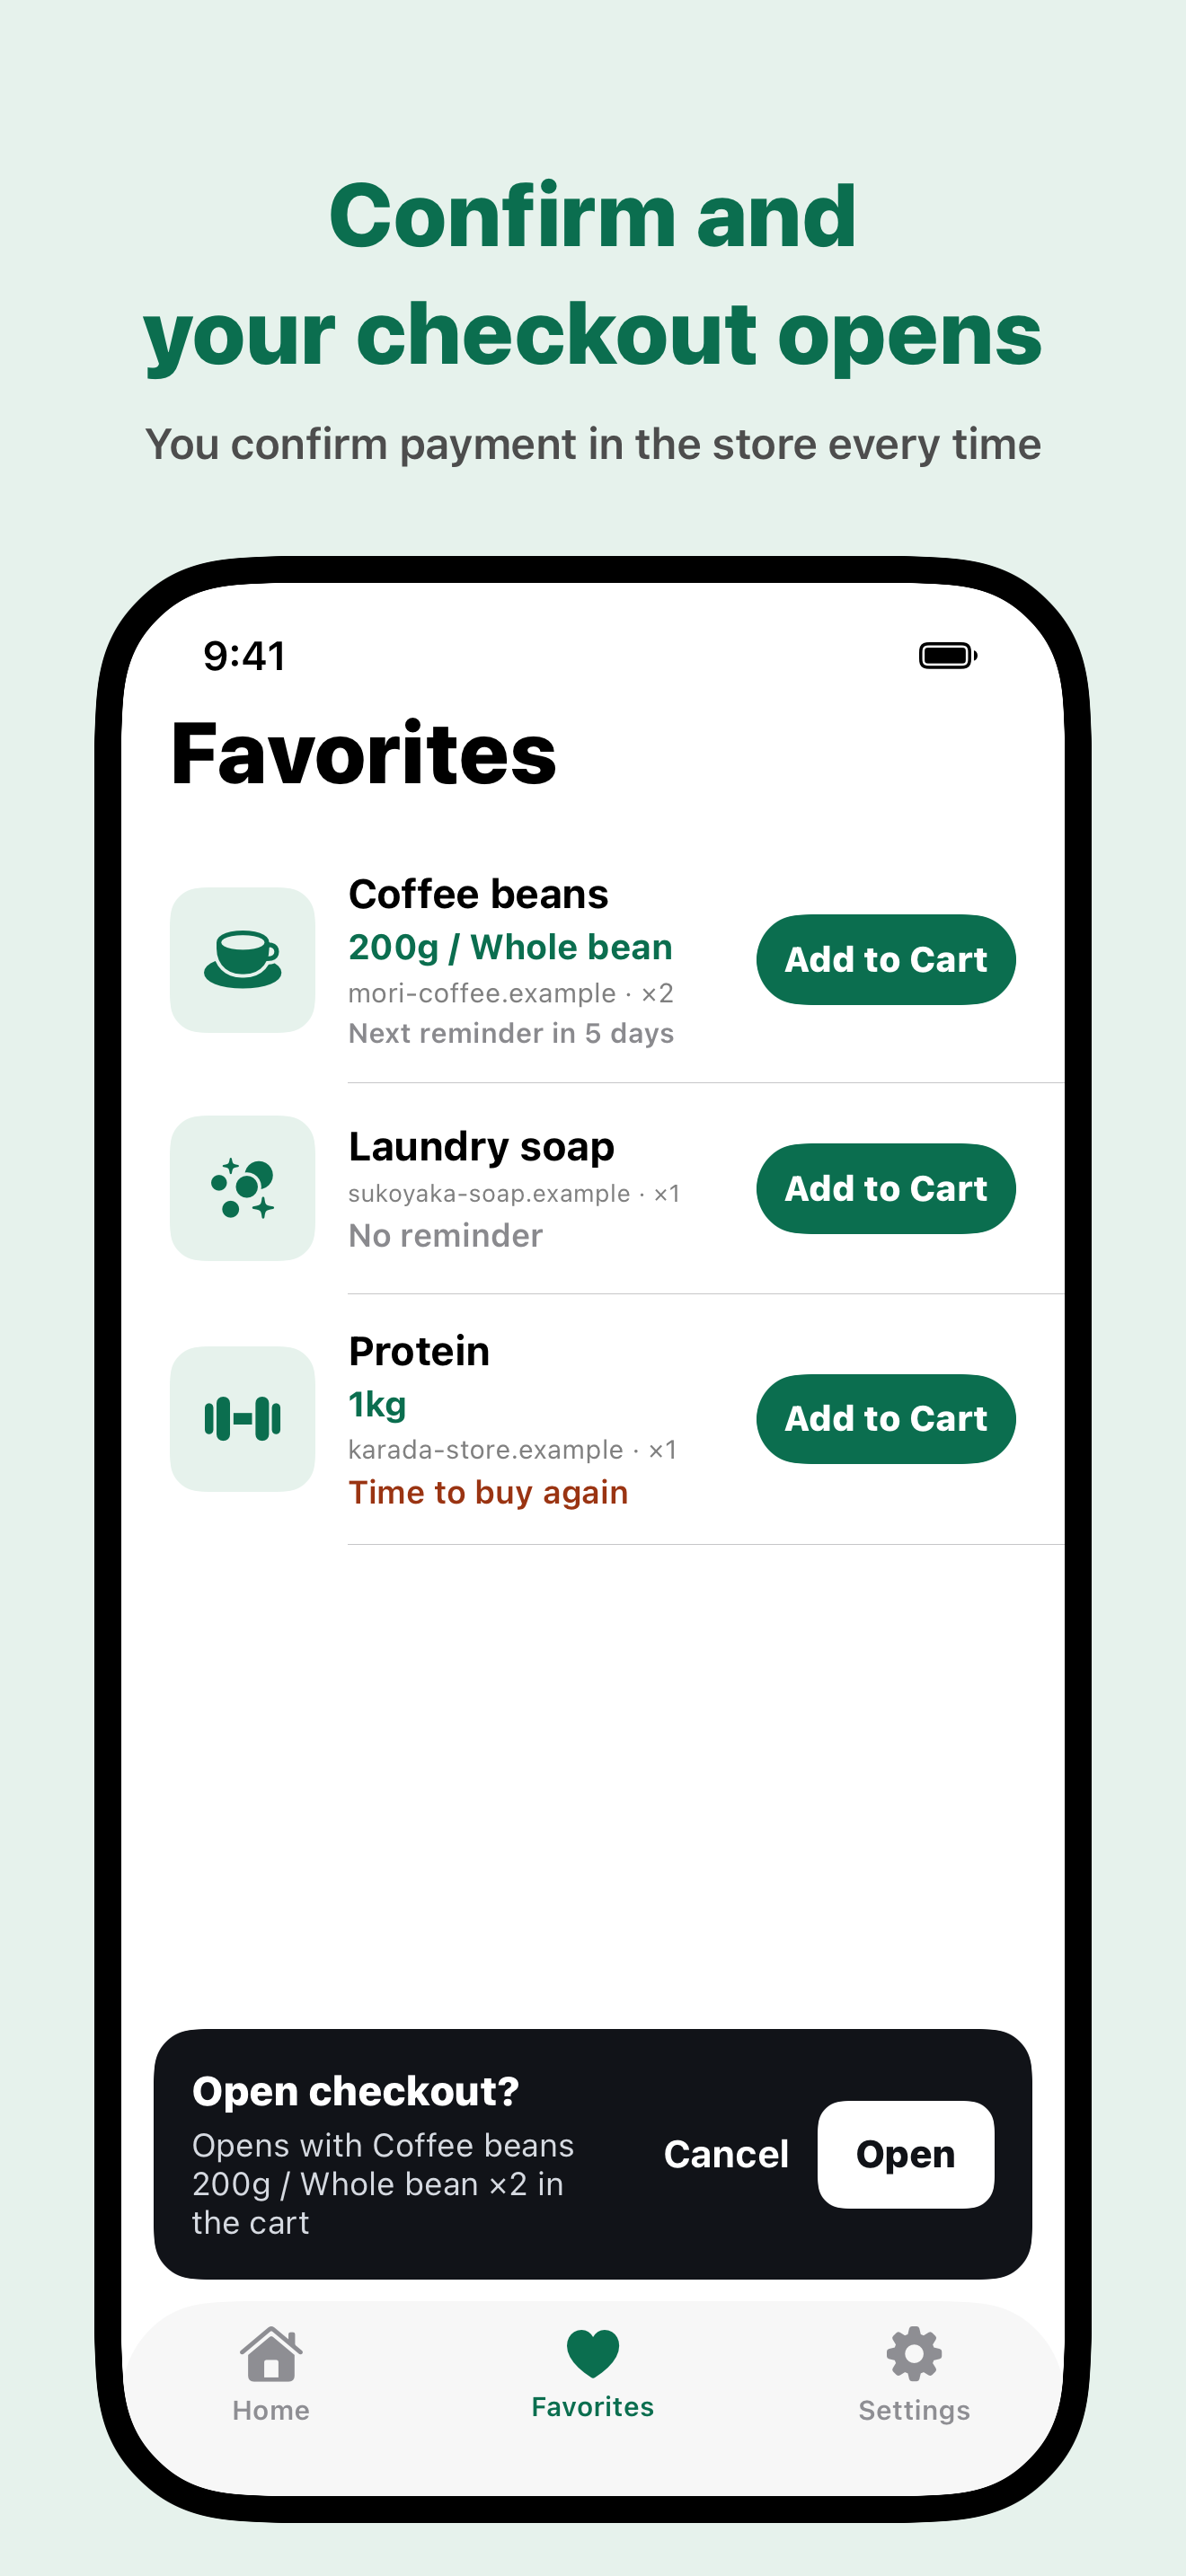 Confirm and
your checkout opens
You confirm payment in the store every time
9:41
Favorites
Coffee beans
200g / Whole bean
mori-coffee.example · ×2
Next reminder in 5 days
Add to Cart
Laundry soap
sukoyaka-soap.example · ×1
No reminder
Add to Cart
Protein
1kg
karada-store.example · ×1
Time to buy again
Add to Cart
Open checkout?
Opens with Coffee beans
200g / Whole bean ×2 in
the cart
Cancel
Open
Home
Favorites
Settings